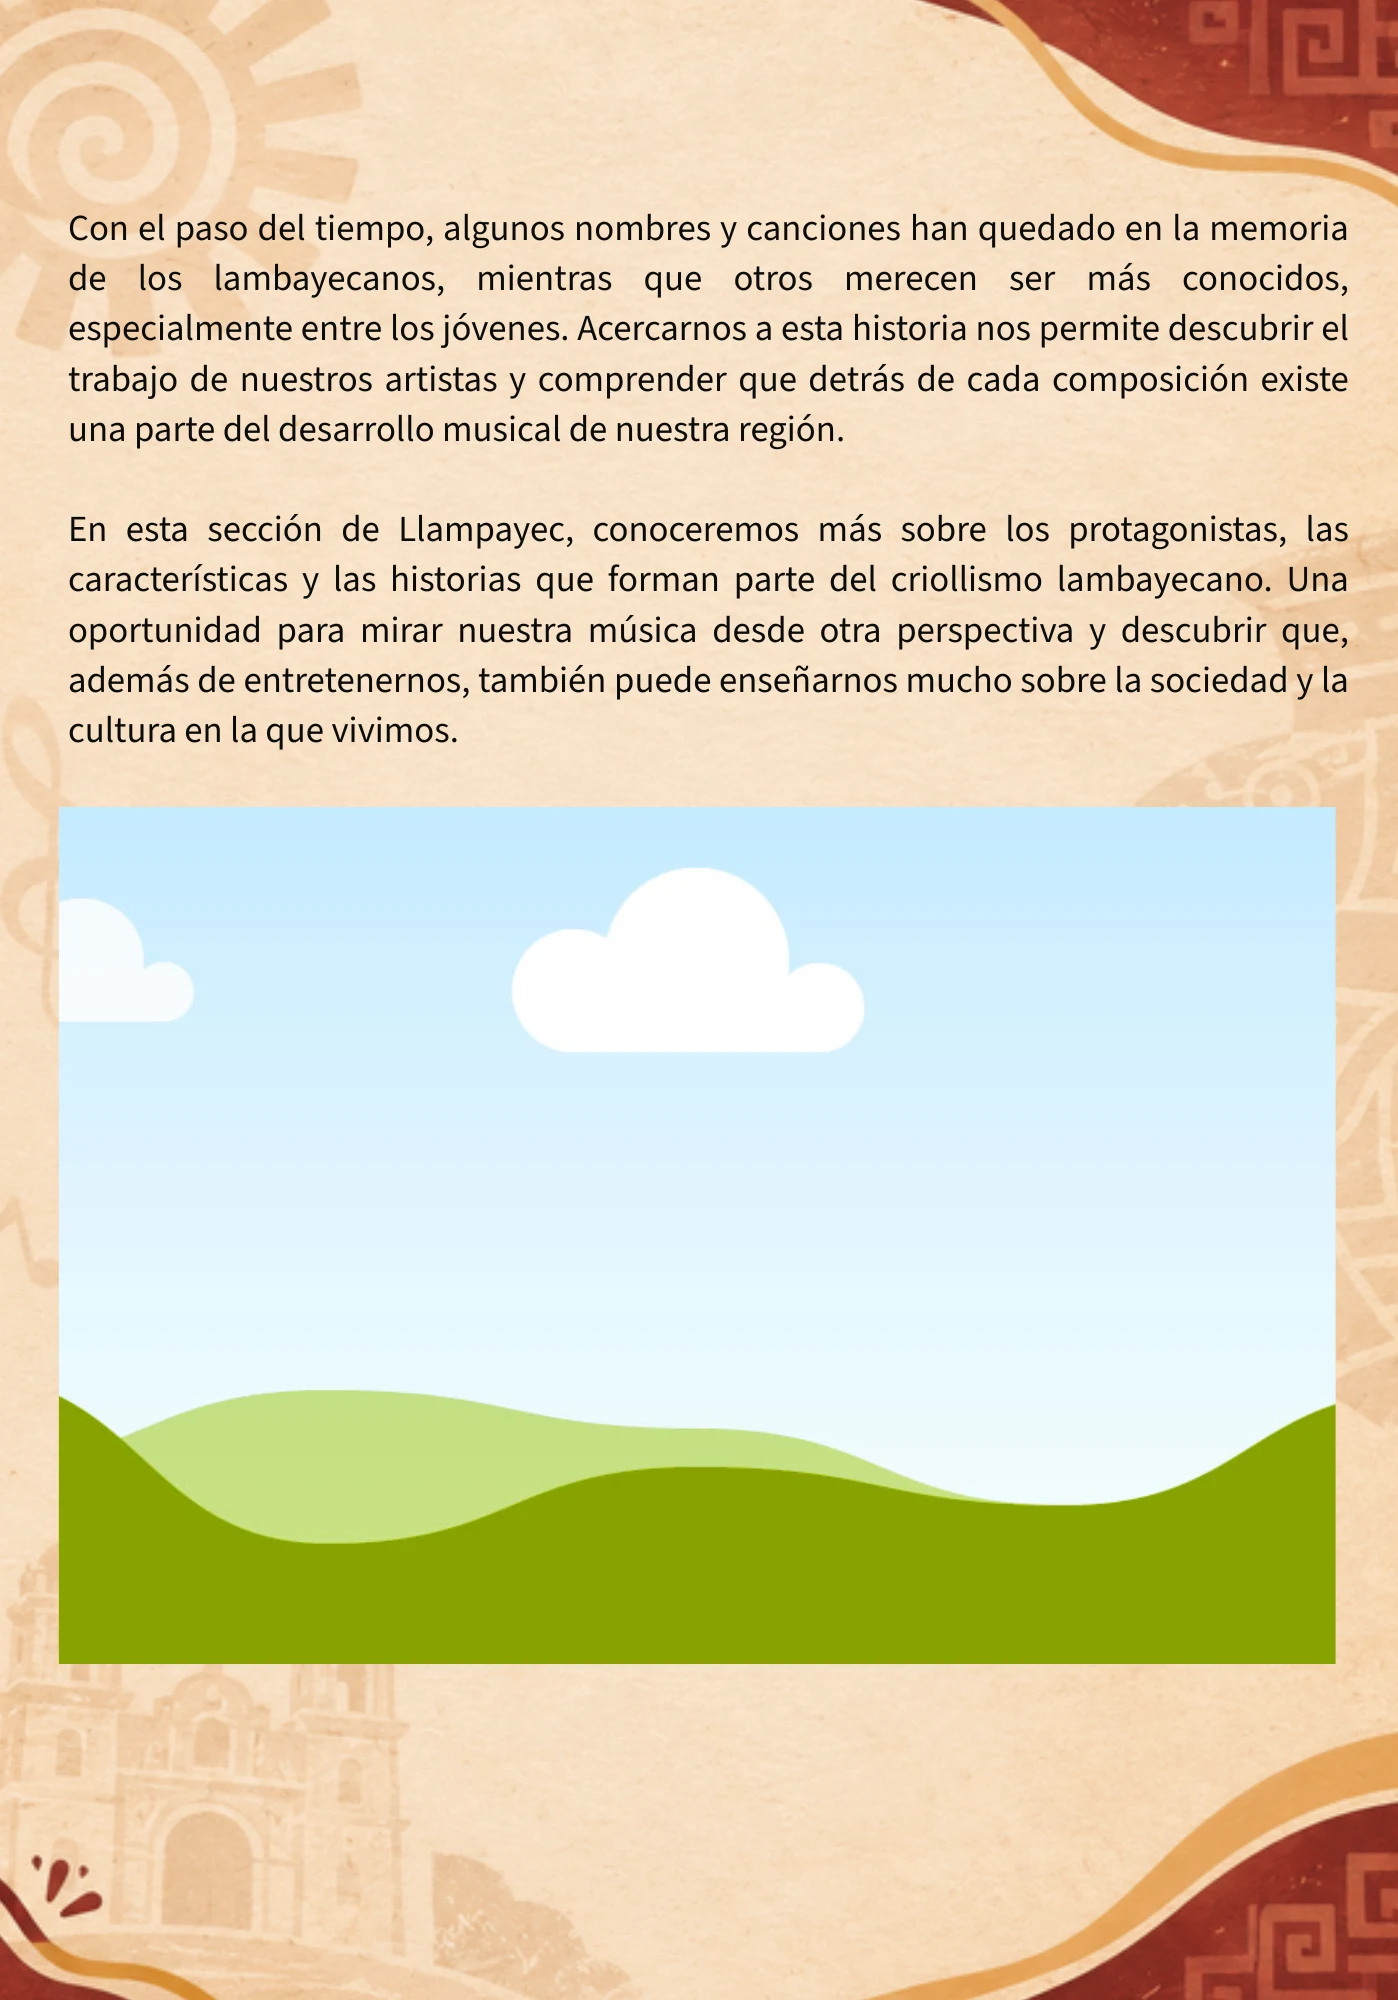 Con el paso del tiempo, algunos nombres y canciones han quedado en la memoria
de los lambayecanos, mientras que otros merecen ser más conocidos,
especialmente entre los jóvenes. Acercarnos a esta historia nos permite descubrir el
trabajo de nuestros artistas y comprender que detrás de cada composición existe
una parte del desarrollo musical de nuestra región.
En esta sección de Llampayec, conoceremos más sobre los protagonistas, las
características y las historias que forman parte del criollismo lambayecano. Una
oportunidad para mirar nuestra música desde otra perspectiva y descubrir que,
además de entretenernos, también puede enseñarnos mucho sobre la sociedad y la
cultura en la que vivimos.